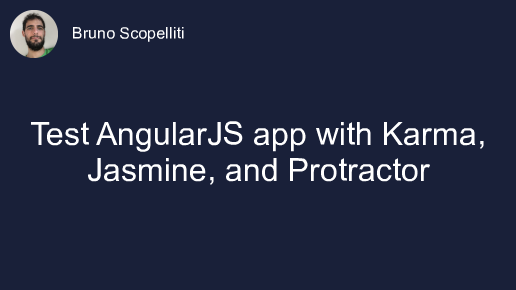 Bruno Scopelliti
Test AngularJS app with Karma,
Jasmine, and Protractor